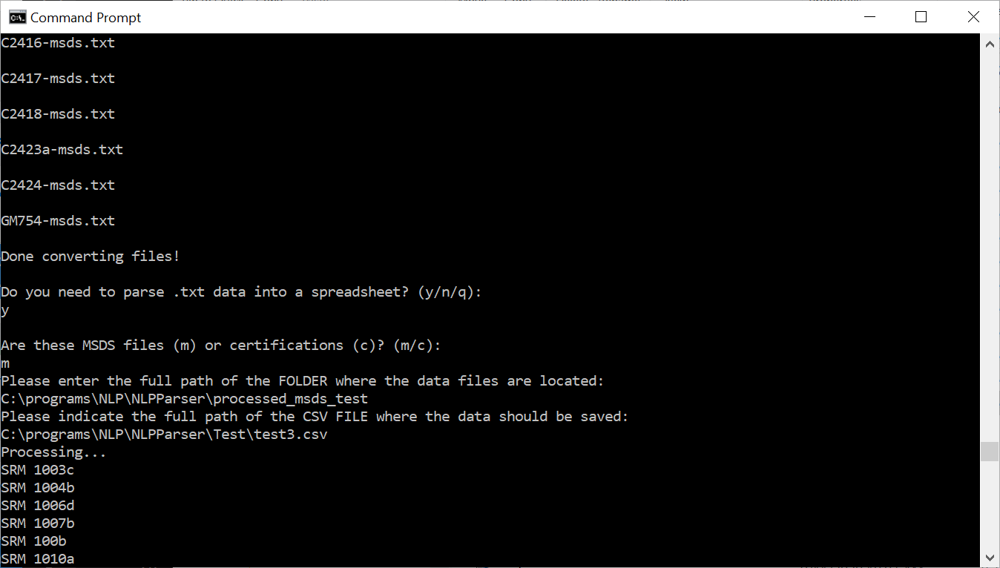 Command Prompt
C2416-msds.txt
C2417-msds.txt
C2418-msds.txt
C2423a-msds.txt
C2424-msds.txt
GM754-msds.txt
Done converting files!
Do you need to parse .txt data into a spreadsheet? (y/n/q):
y
Are these MSDS files (m) or certifications (c)? (m/c):
m
Please enter the full path of the FOLDER where the data files are located:
C:\programs\NLP\NLPParser\processed_msds_test
Please indicate the full path of the CSV FILE where the data should be saved:
C:\programs\NLP\NLPParser\Test\test3.csv
Processing...
SRM 1003c
SRM 1004b
SRM 1006d
SRM 1007b
SRM 100b
SRM 1010a